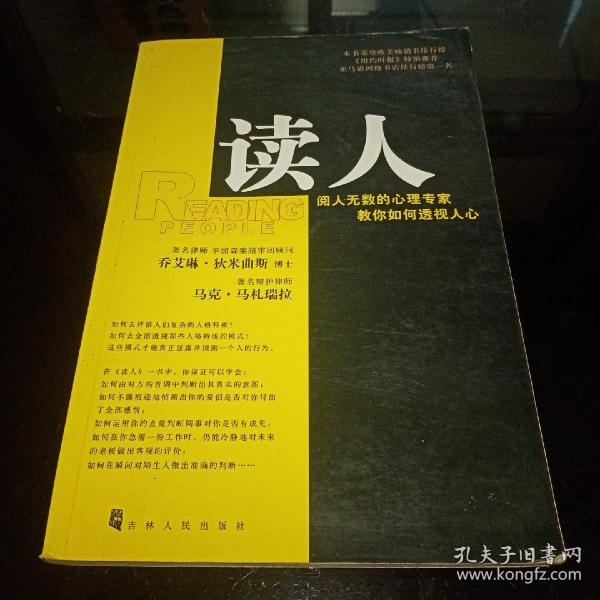 本书荣登欧美畅销书排行榜
《纽约时报》特别推荐
亚马逊网络书店排行榜第一名
读人
READING
PEOPLE
阅人无数的心理专家
教你如何透视人心
著名律师 辛普森案陪审团顾问
乔艾琳·狄米曲斯 博士
著名辩护律师
马克·马札瑞拉
如何去评估人们复杂的人格特质？
如何去全面透视那些人格特质的模式？
这些模式才能真正显露并预测一个人的行为。
在《读人》一书中，你保证可以学会：
如何由对方的音调中判断出其真实的意图；
如何不露痕迹地侦测出你的爱侣是否对你付出
了全部感情；
如何运用你的直觉判断同事对你是否有成见；
如何在你急需一份工作时，仍能冷静地对未来
的老板做出客观的评价；
如何在瞬间对陌生人做出准确的判断……
吉林人民出版社
孔夫子旧书网
www.kongfz.com